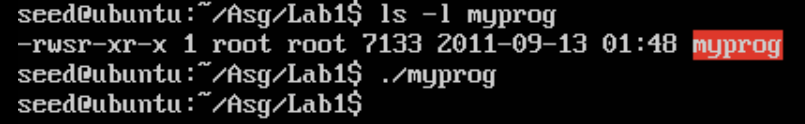 seed@ubuntu:~/Asg/Lab1$ ls -l myprog
-rwsr-xr-x 1 root root 7133 2011-09-13 01:48 myprog
seed@ubuntu:~/Asg/Lab1$ ./myprog
seed@ubuntu:~/Asg/Lab1$